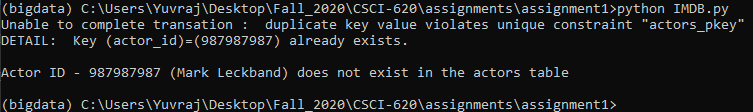 (bigdata) C:\Users\Yuvraj\Desktop\Fall_2020\CSCI-620\assignments\assignment1>python IMDB.py
Unable to complete transation :  duplicate key value violates unique constraint "actors_pkey"
DETAIL:  Key (actor_id)=(987987987) already exists.
Actor ID - 987987987 (Mark Leckband) does not exist in the actors table
(bigdata) C:\Users\Yuvraj\Desktop\Fall_2020\CSCI-620\assignments\assignment1>